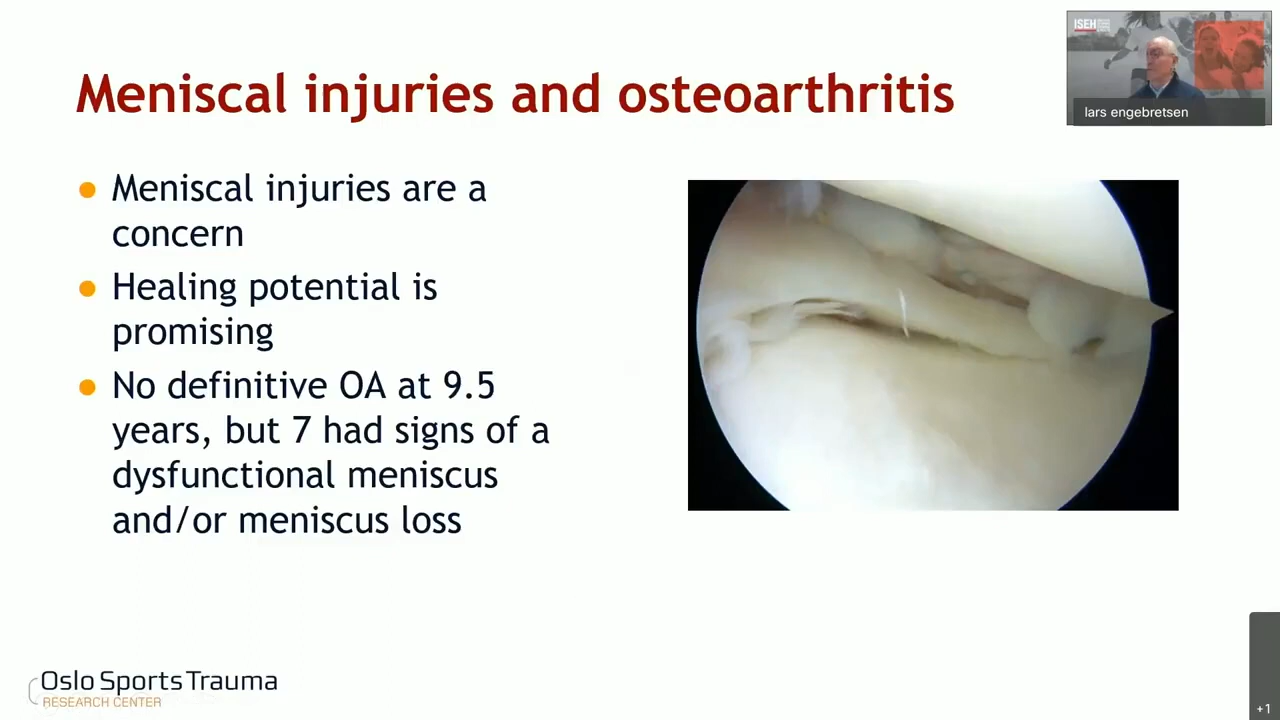 Meniscal injuries and osteoarthritis
ISEH
lars engebretsen
Meniscal injuries are a
concern
Healing potential is
promising
No definitive OA at 9.5
years, but 7 had signs of a
dysfunctional meniscus
and/or meniscus loss
Oslo Sports Trauma
RESEARCH CENTER
+1